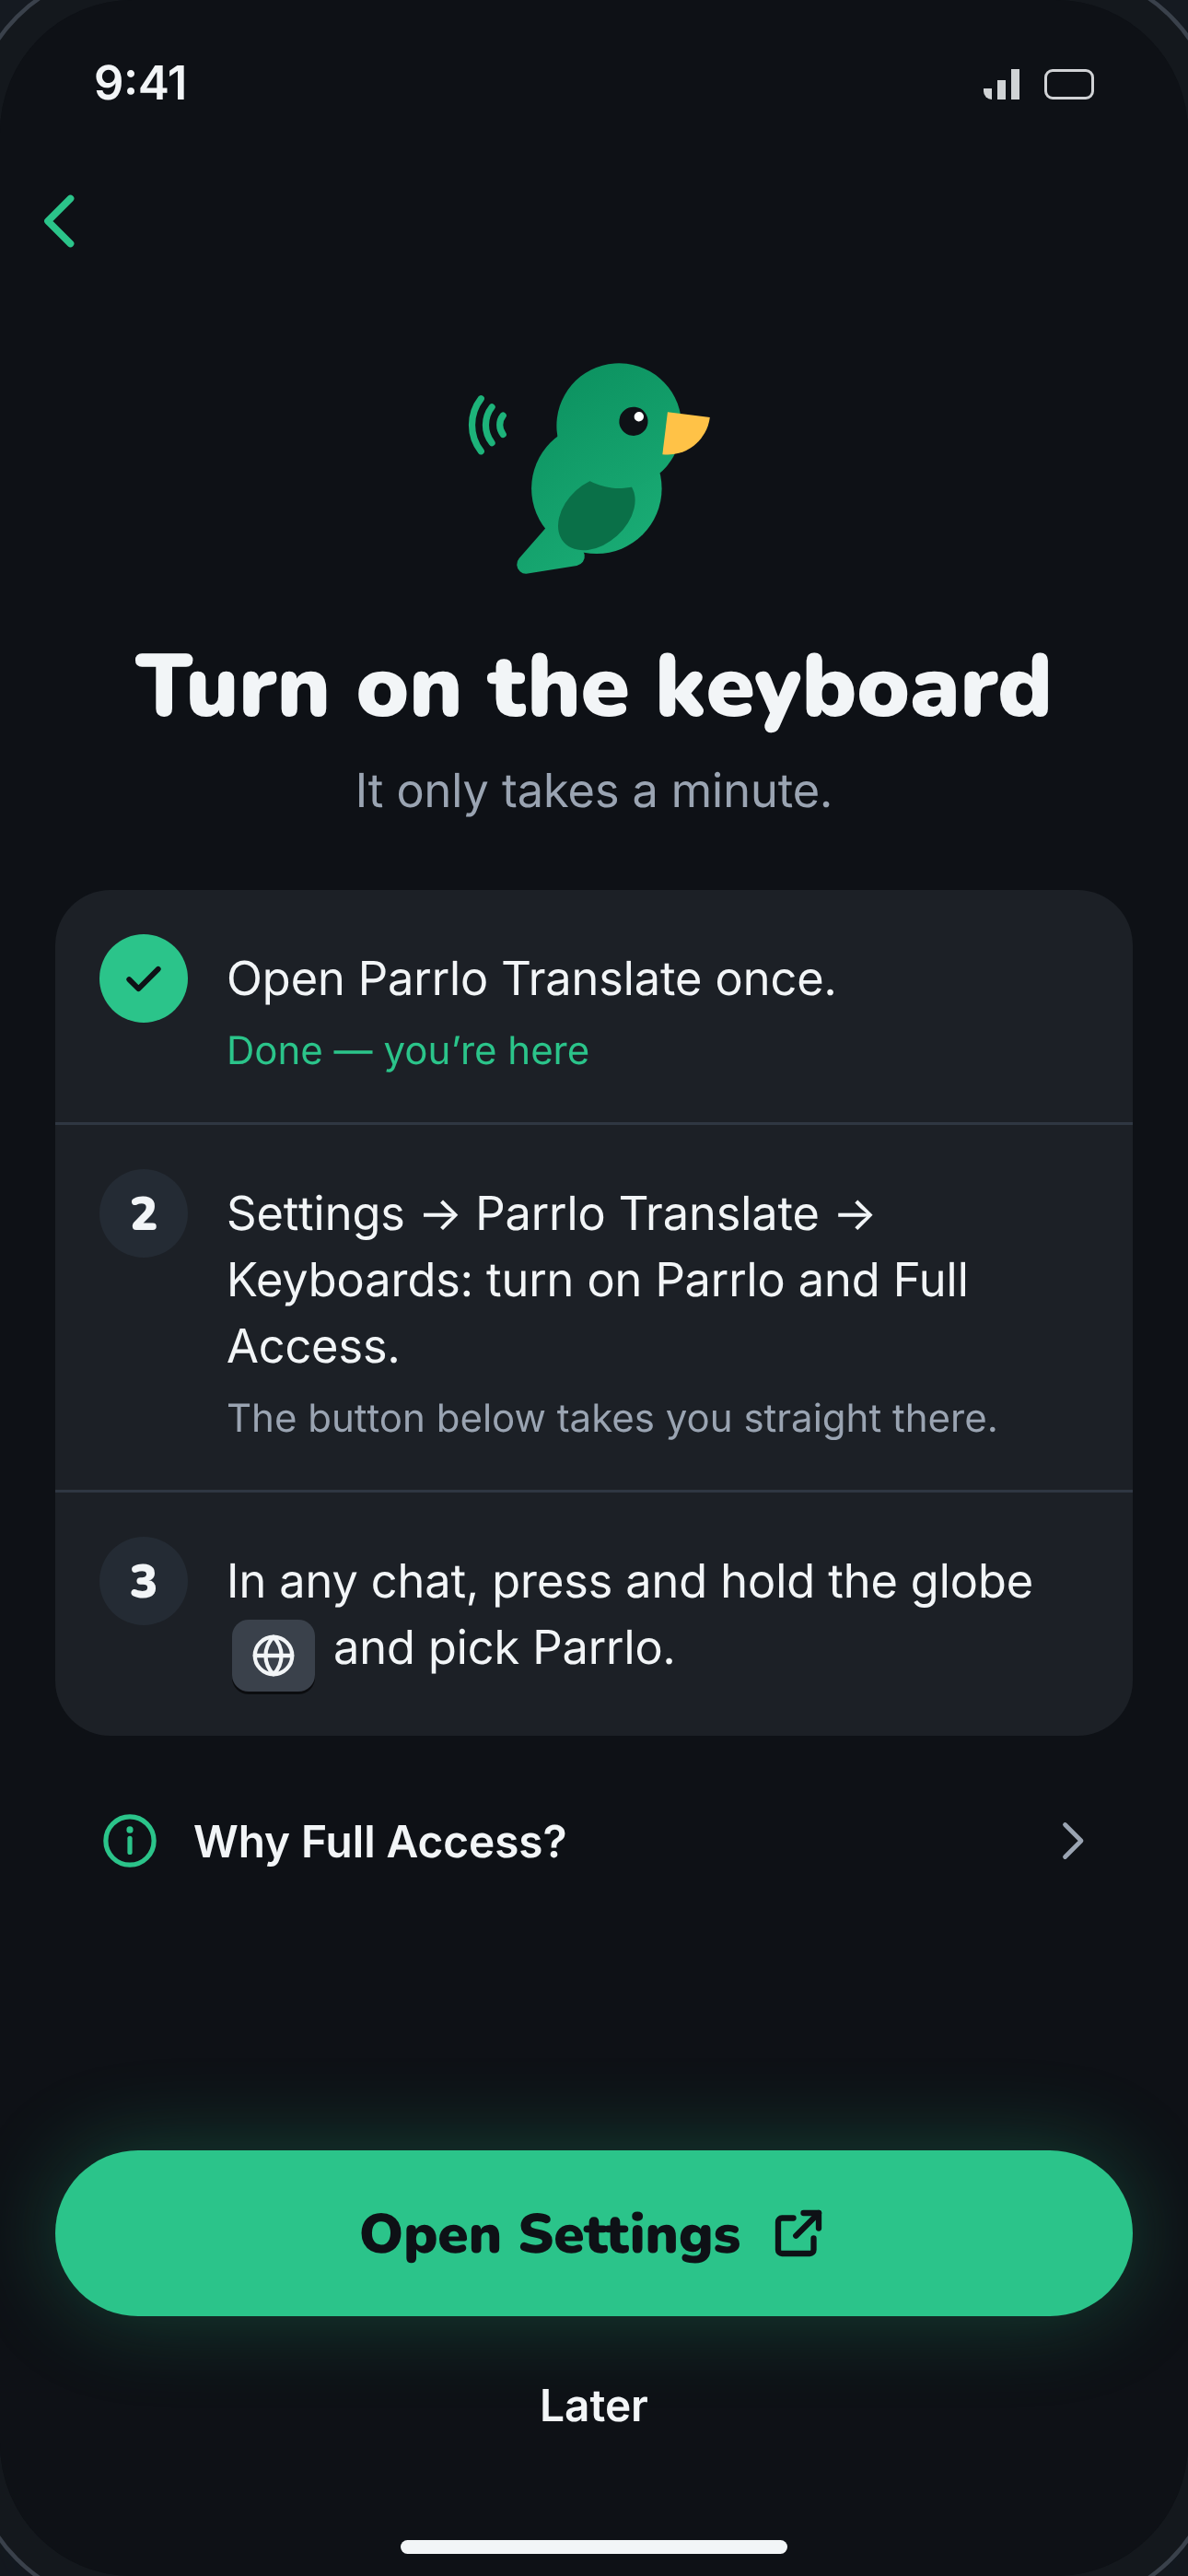 9:41
Turn on the keyboard
It only takes a minute.
Open Parrlo Translate once.
Done — you’re here
2
Settings → Parrlo Translate →
Keyboards: turn on Parrlo and Full
Access.
The button below takes you straight there.
3
In any chat, press and hold the globe
and pick Parrlo.
Why Full Access?
Open Settings
Later